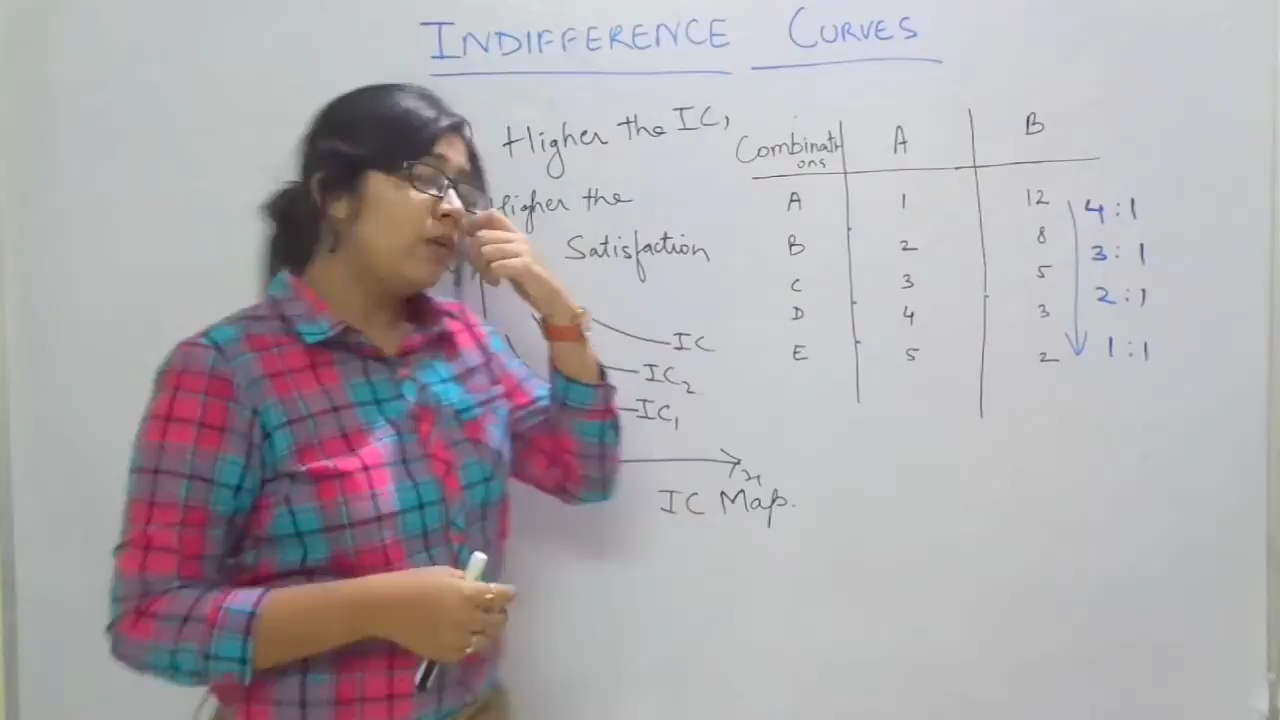 INDIFFERENCE CURVES
Higher the IC,
Higher the
Satisfaction
IC
IC2
IC1
x
IC Map.
Combinations A B
A 1 12 4:1
B 2 8 3:1
C 3 5 2:1
D 4 3 1:1
E 5 2